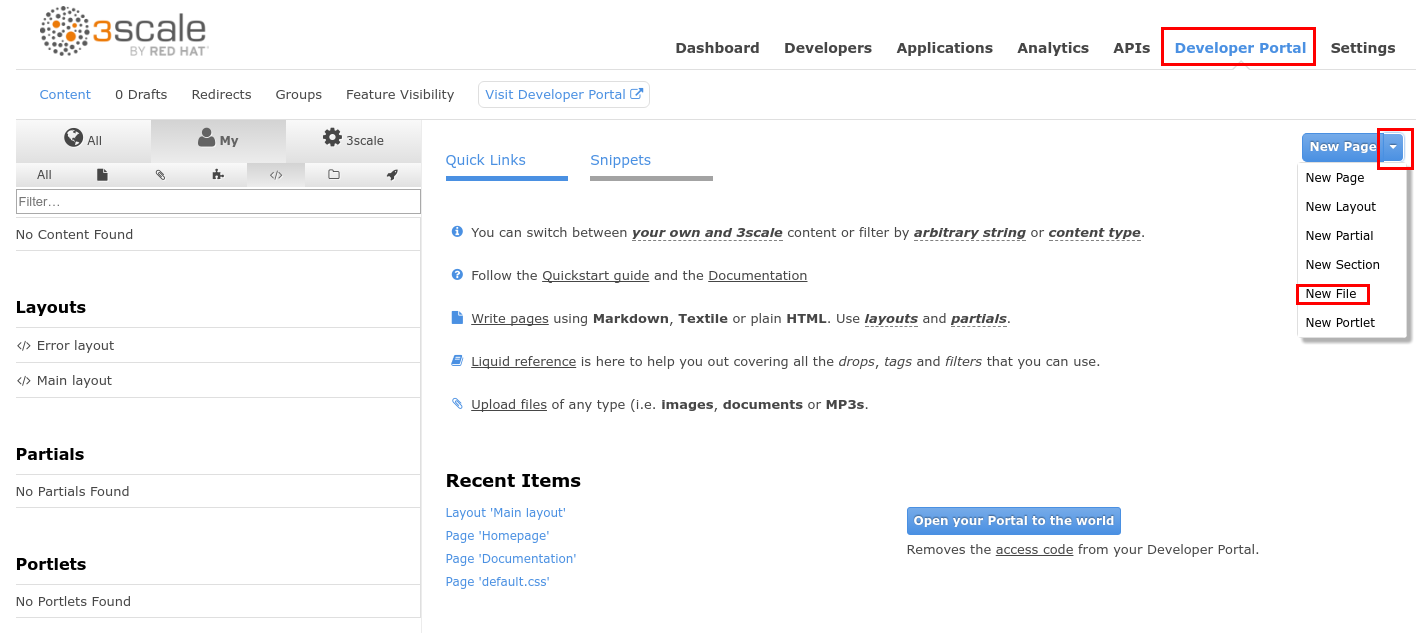 3scale
BY RED HAT
Dashboard Developers Applications Analytics APIs Developer Portal Settings
Content 0 Drafts Redirects Groups Feature Visibility Visit Developer Portal
All My 3scale
All
Filter...
No Content Found
Layouts
Error layout
Main layout
Partials
No Partials Found
Portlets
No Portlets Found
Quick Links Snippets
You can switch between your own and 3scale content or filter by arbitrary string or content type.
Follow the Quickstart guide and the Documentation
Write pages using Markdown, Textile or plain HTML. Use layouts and partials.
Liquid reference is here to help you out covering all the drops, tags and filters that you can use.
Upload files of any type (i.e. images, documents or MP3s.
Recent Items
Layout 'Main layout'
Page 'Homepage'
Page 'Documentation'
Page 'default.css'
Open your Portal to the world
Removes the access code from your Developer Portal.
New Page
New Page
New Layout
New Partial
New Section
New File
New Portlet